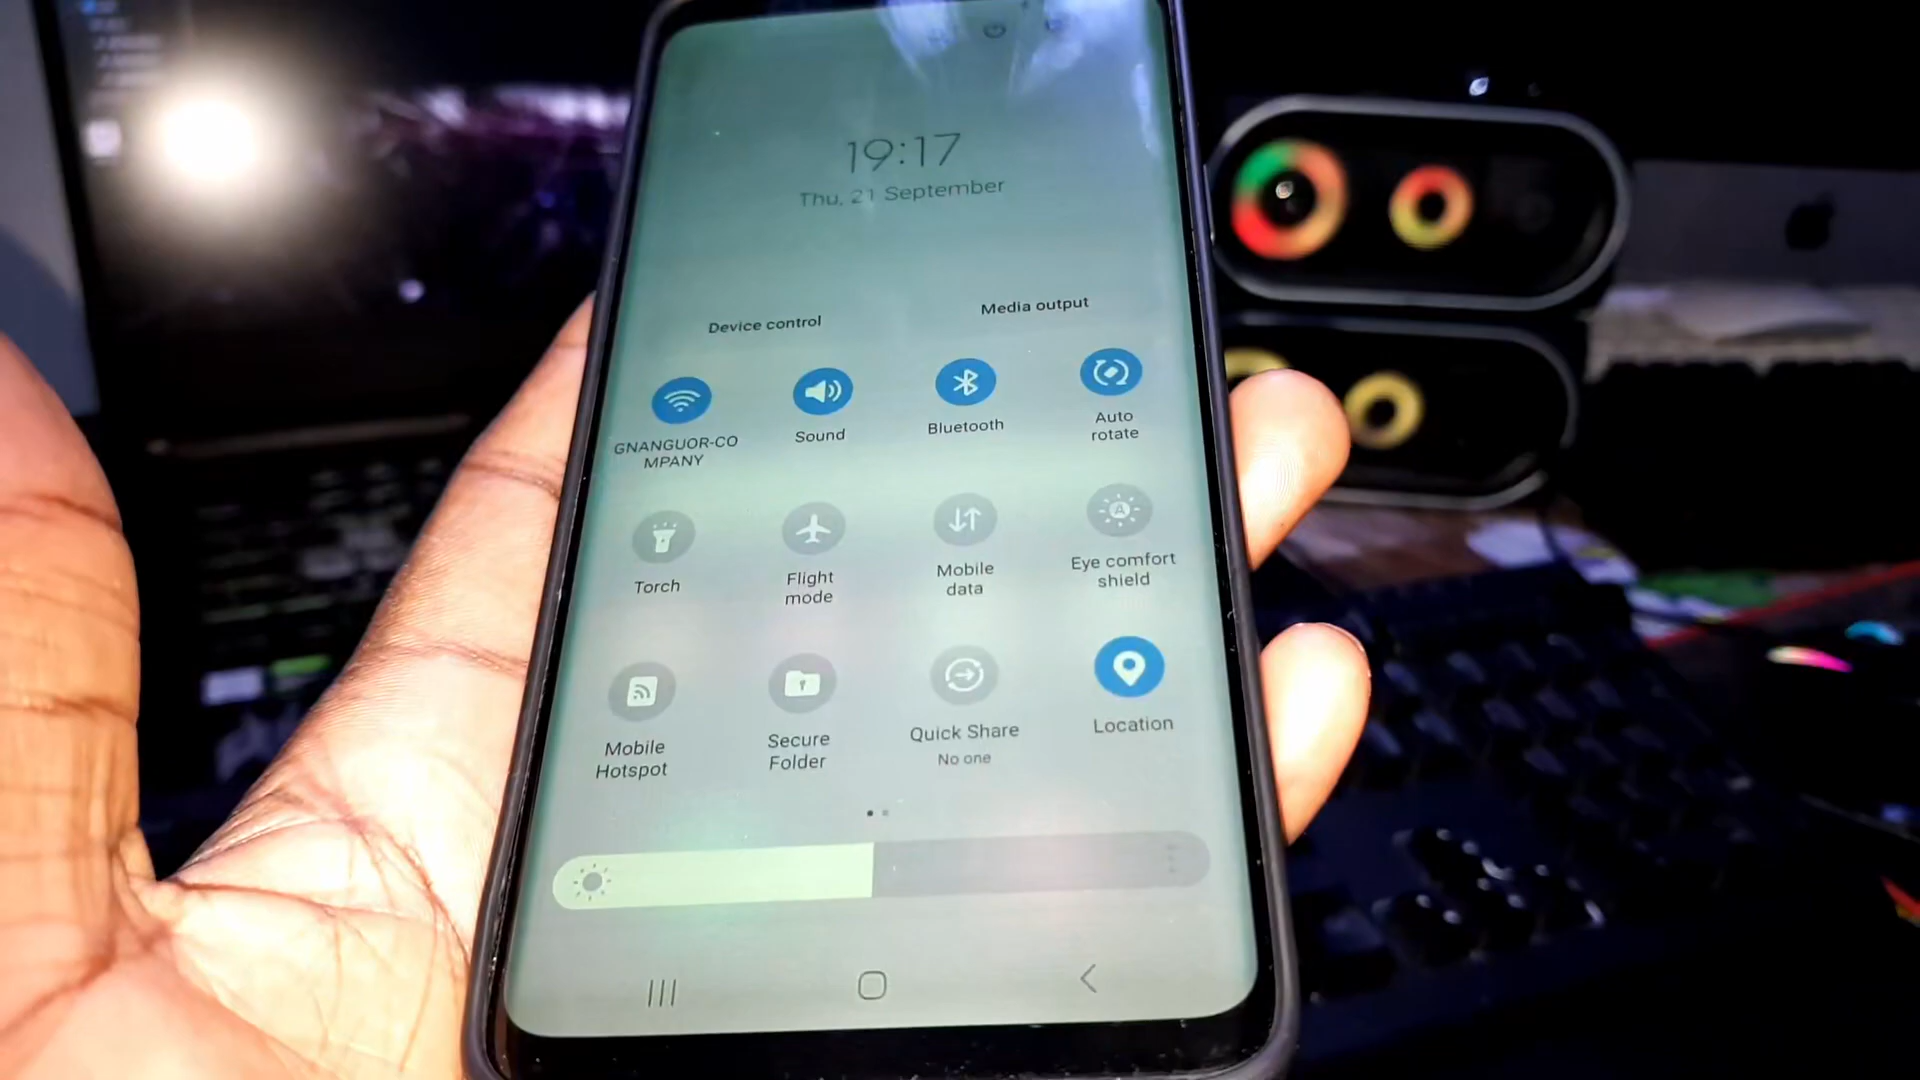 19:17
Thu, 21 September
Device control
Media output
GNANGUOR-CO
MPANY
Sound
Bluetooth
Auto
rotate
Torch
Flight
mode
Mobile
data
Eye comfort
shield
Mobile
Hotspot
Secure
Folder
Quick Share
No one
Location